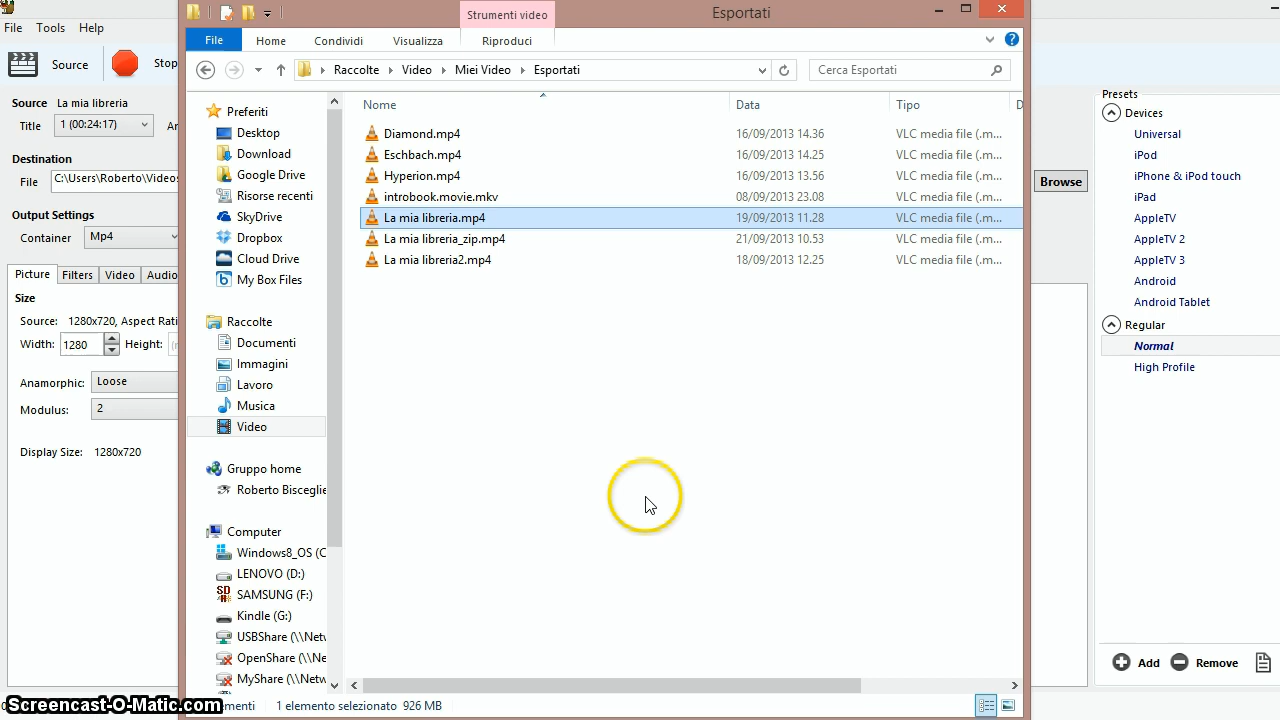 File Tools Help
Source
Stop
Source La mia libreria
Title 1 (00:24:17)
Destination
File C:\Users\Roberto\Videos
Output Settings
Container Mp4
Picture Filters Video Audio
Size
Source: 1280x720, Aspect Rati
Width: 1280 Height:
Anamorphic: Loose
Modulus: 2
Display Size: 1280x720
Strumenti video
Esportati
File Home Condividi Visualizza Riproduci
Raccolte Video Miei Video Esportati
Cerca Esportati
Preferiti
Desktop
Download
Google Drive
Risorse recenti
SkyDrive
Dropbox
Cloud Drive
My Box Files
Raccolte
Documenti
Immagini
Lavoro
Musica
Video
Gruppo home
Roberto Bisceglie
Computer
Windows8_OS (C
LENOVO (D:)
SAMSUNG (F:)
Kindle (G:)
USBShare (\\Netw
OpenShare (\\Ne
MyShare (\\Netw
Nome Data Tipo D
Diamond.mp4 16/09/2013 14.36 VLC media file (.m...
Eschbach.mp4 16/09/2013 14.25 VLC media file (.m...
Hyperion.mp4 16/09/2013 13.56 VLC media file (.m...
introbook.movie.mkv 08/09/2013 23.08 VLC media file (.m...
La mia libreria.mp4 19/09/2013 11.28 VLC media file (.m...
La mia libreria_zip.mp4 21/09/2013 10.53 VLC media file (.m...
La mia libreria2.mp4 18/09/2013 12.25 VLC media file (.m...
1 elemento selezionato 926 MB
Browse
Presets
Devices
Universal
iPod
iPhone & iPod touch
iPad
AppleTV
AppleTV 2
AppleTV 3
Android
Android Tablet
Regular
Normal
High Profile
Add Remove
Screencast-O-Matic.com